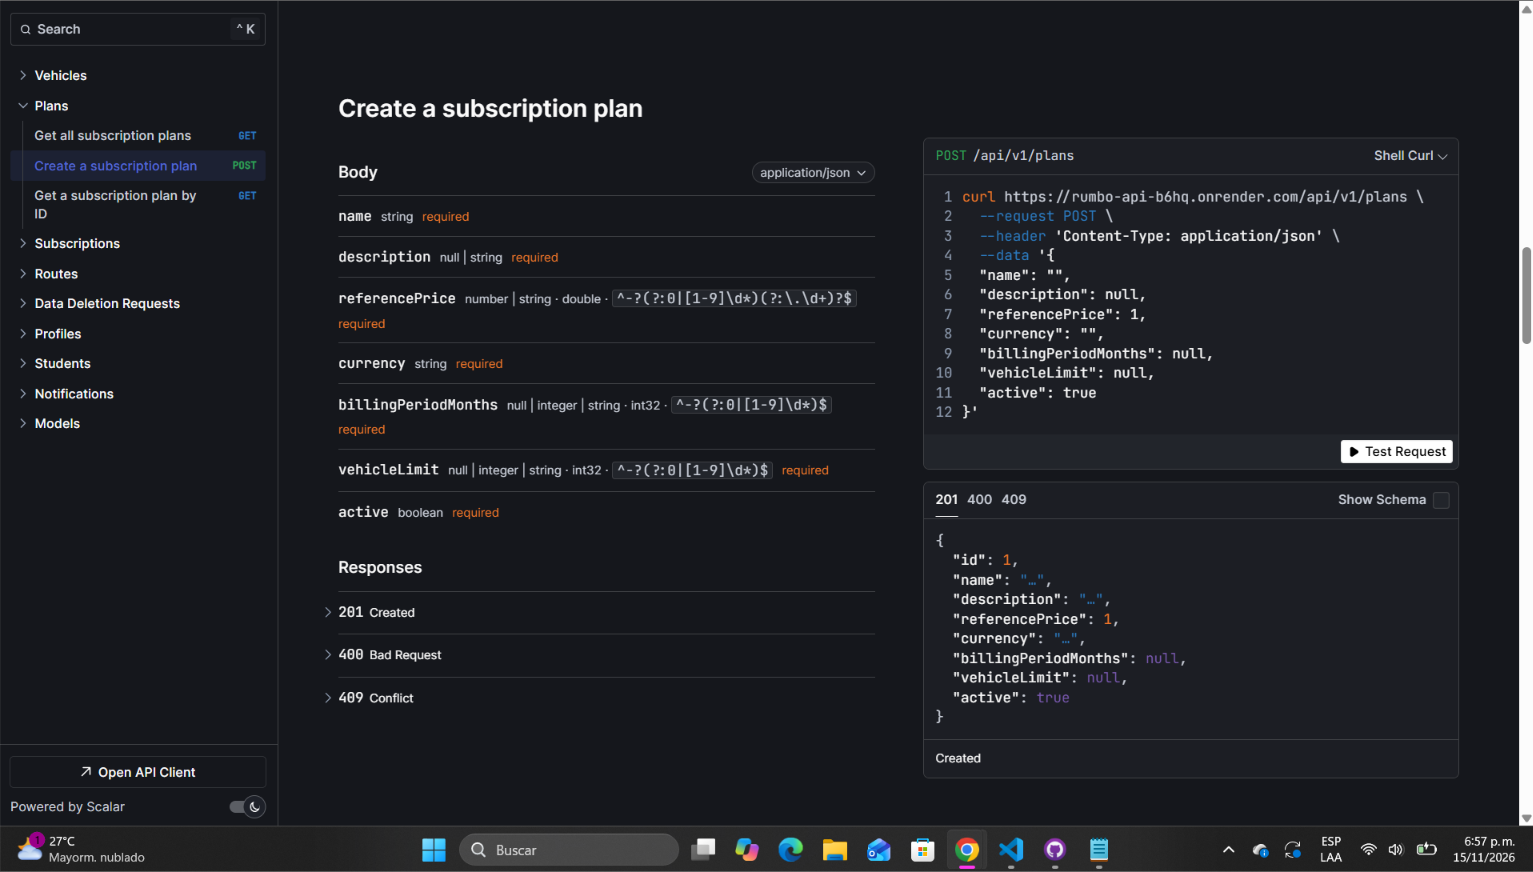 Search
^ K
Vehicles
Plans
Get all subscription plans GET
Create a subscription plan POST
Get a subscription plan by GET
ID
Subscriptions
Routes
Data Deletion Requests
Profiles
Students
Notifications
Models
Open API Client
Powered by Scalar
Create a subscription plan
Body
application/json
name string required
description null | string required
referencePrice number | string · double · ^-?(?:0|[1-9]\d*)(?:\.\d+)?$
required
currency string required
billingPeriodMonths null | integer | string · int32 · ^-?(?:0|[1-9]\d*)$
required
vehicleLimit null | integer | string · int32 · ^-?(?:0|[1-9]\d*)$ required
active boolean required
Responses
201 Created
400 Bad Request
409 Conflict
POST /api/v1/plans
Shell Curl
1 curl https://rumbo-api-b6hq.onrender.com/api/v1/plans \
2 --request POST \
3 --header 'Content-Type: application/json' \
4 --data '{
5 "name": "",
6 "description": null,
7 "referencePrice": 1,
8 "currency": "",
9 "billingPeriodMonths": null,
10 "vehicleLimit": null,
11 "active": true
12 }'
Test Request
201 400 409
Show Schema
{
"id": 1,
"name": "…",
"description": "…",
"referencePrice": 1,
"currency": "…",
"billingPeriodMonths": null,
"vehicleLimit": null,
"active": true
}
Created
1
27°C
Mayorm. nublado
Buscar
ESP
LAA
6:57 p.m.
15/11/2026